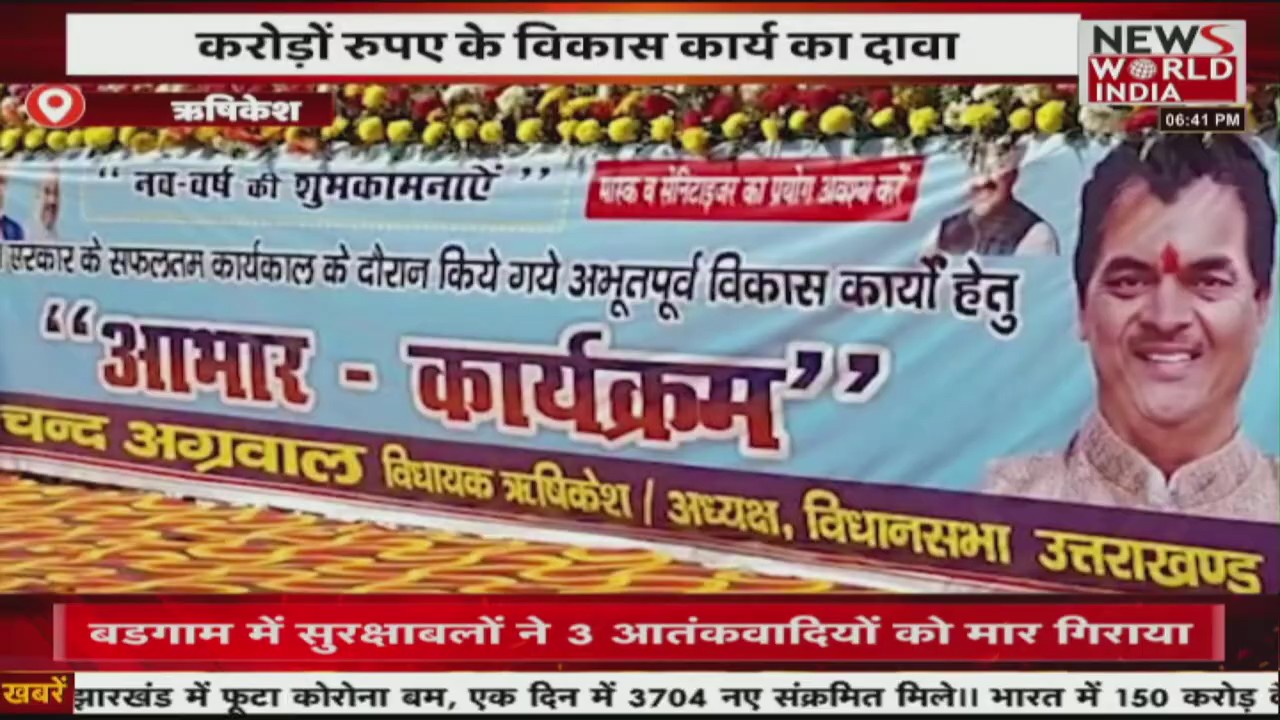 करोड़ों रुपए के विकास कार्य का दावा
NEWS
WORLD
INDIA
06:41 PM
ऋषिकेश
“ नव-वर्ष की शुभकामनाऐं ”
मास्क व सेनिटाइजर का प्रयोग अवश्य करें
सरकार के सफलतम कार्यकाल के दौरान किये गये अभूतपूर्व विकास कार्यों हेतु
“आभार - कार्यक्रम”
चन्द अग्रवाल विधायक ऋषिकेश / अध्यक्ष, विधानसभा उत्तराखण्ड
बडगाम में सुरक्षाबलों ने 3 आतंकवादियों को मार गिराया
खबरें झारखंड में फूटा कोरोना बम, एक दिन में 3704 नए संक्रमित मिले।। भारत में 150 करोड़